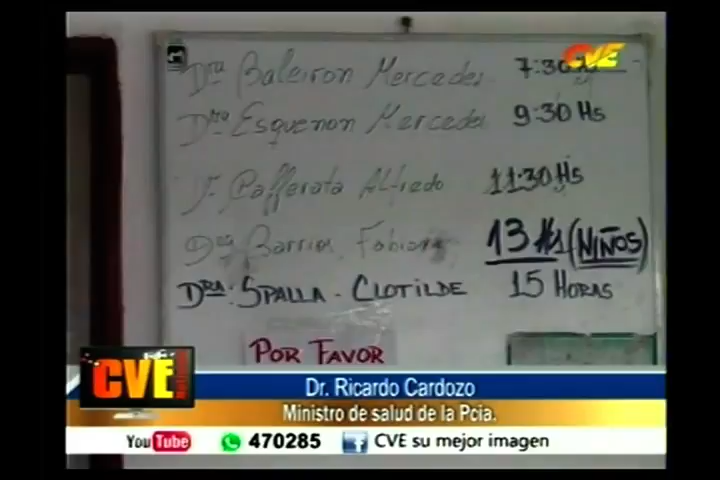 Dra Baleiron Mercedes 7:30
CVE
Dra Esquenon Mercedes 9:30 Hs
Dr. Cafferata Alfredo 11:30 Hs
Dra Barrios Fabiana 13 Hs (NIÑOS)
DRA: SPALLA - CLOTILDE 15 HORAS
POR FAVOR
CVE
Dr. Ricardo Cardozo
Ministro de salud de la Pcia.
YouTube 470285 f CVE su mejor imagen